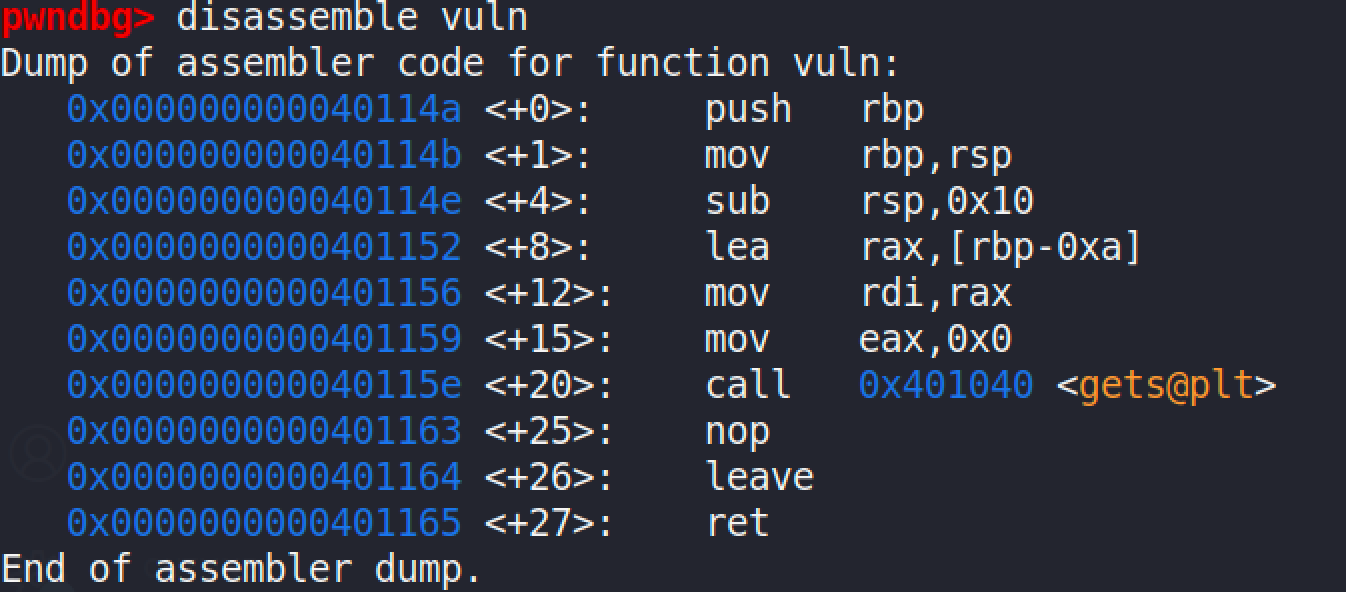 pwndbg> disassemble vuln
Dump of assembler code for function vuln:
   0x000000000040114a <+0>:     push   rbp
   0x000000000040114b <+1>:     mov    rbp,rsp
   0x000000000040114e <+4>:     sub    rsp,0x10
   0x0000000000401152 <+8>:     lea    rax,[rbp-0xa]
   0x0000000000401156 <+12>:    mov    rdi,rax
   0x0000000000401159 <+15>:    mov    eax,0x0
   0x000000000040115e <+20>:    call   0x401040 <gets@plt>
   0x0000000000401163 <+25>:    nop
   0x0000000000401164 <+26>:    leave
   0x0000000000401165 <+27>:    ret
End of assembler dump.